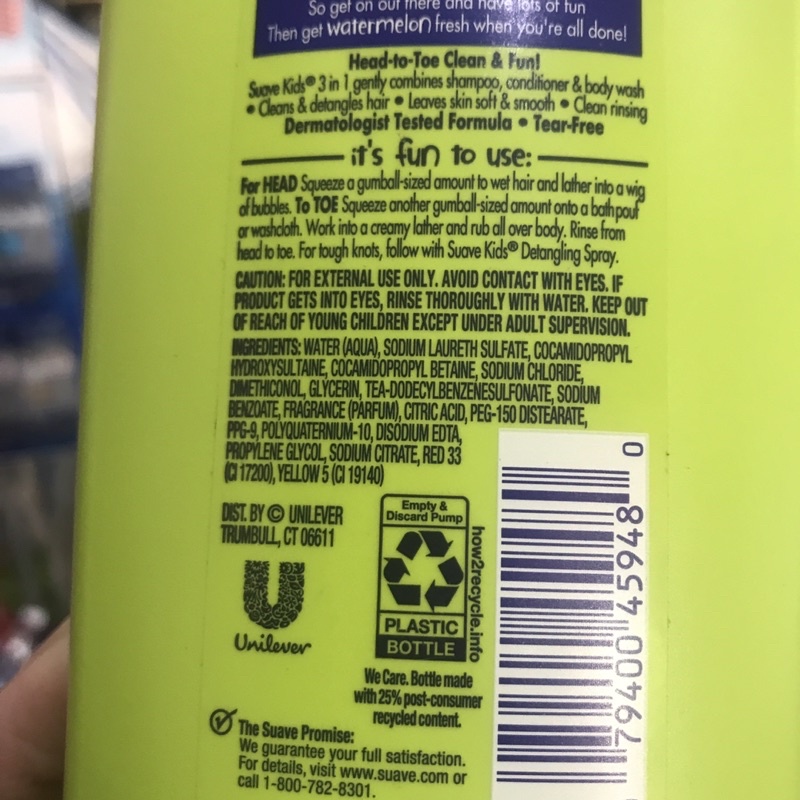 So get on out there and have lots of fun
Then get watermelon fresh when you're all done!
Head-to-Toe Clean & Fun!
Suave Kids® 3 in 1 gently combines shampoo, conditioner & body wash
• Cleans & detangles hair • Leaves skin soft & smooth • Clean rinsing
Dermatologist Tested Formula • Tear-Free
it's fun to use:
For HEAD Squeeze a gumball-sized amount to wet hair and lather into a wig
of bubbles. To TOE Squeeze another gumball-sized amount onto a bath pouf
or washcloth. Work into a creamy lather and rub all over body. Rinse from
head to toe. For tough knots, follow with Suave Kids® Detangling Spray.
CAUTION: FOR EXTERNAL USE ONLY. AVOID CONTACT WITH EYES. IF
PRODUCT GETS INTO EYES, RINSE THOROUGHLY WITH WATER. KEEP OUT
OF REACH OF YOUNG CHILDREN EXCEPT UNDER ADULT SUPERVISION.
INGREDIENTS: WATER (AQUA), SODIUM LAURETH SULFATE, COCAMIDOPROPYL
HYDROXYSULTAINE, COCAMIDOPROPYL BETAINE, SODIUM CHLORIDE,
DIMETHICONOL, GLYCERIN, TEA-DODECYLBENZENESULFONATE, SODIUM
BENZOATE, FRAGRANCE (PARFUM), CITRIC ACID, PEG-150 DISTEARATE,
PPG-9, POLYQUATERNIUM-10, DISODIUM EDTA,
PROPYLENE GLYCOL, SODIUM CITRATE, RED 33
(CI 17200), YELLOW 5 (CI 19140)
DIST. BY © UNILEVER
TRUMBULL, CT 06611
Unilever
Empty &
Discard Pump
PLASTIC
BOTTLE
how2recycle.info
We Care. Bottle made
with 25% post-consumer
recycled content.
The Suave Promise:
We guarantee your full satisfaction.
For details, visit www.suave.com or
call 1-800-782-8301.
79400 45948 0